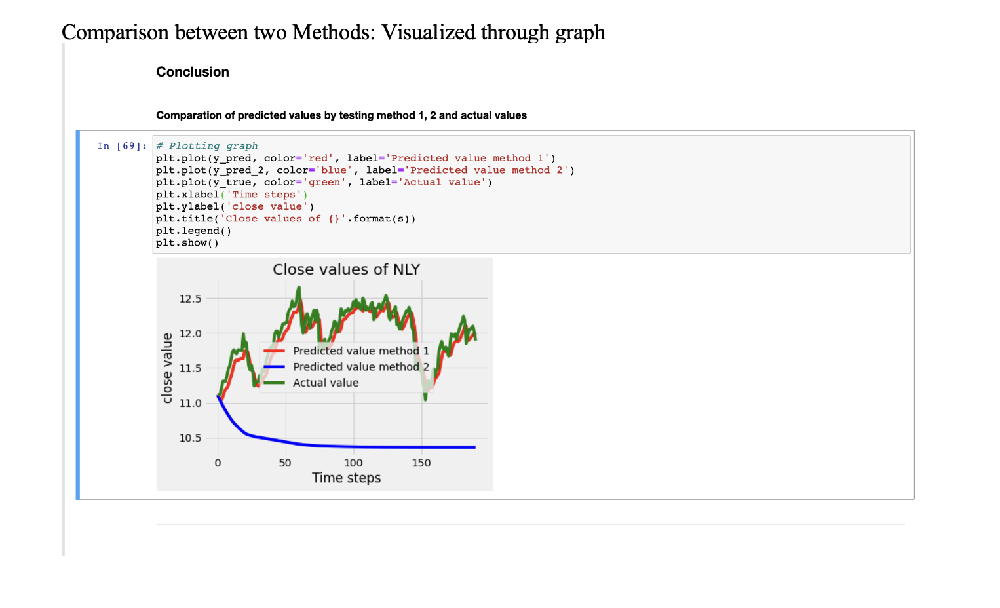 Comparison between two Methods: Visualized through graph
Conclusion
Comparation of predicted values by testing method 1, 2 and actual values
In [69]:
# Plotting graph
plt.plot(y_pred, color='red', label='Predicted value method 1')
plt.plot(y_pred_2, color='blue', label='Predicted value method 2')
plt.plot(y_true, color='green', label='Actual value')
plt.xlabel('Time steps')
plt.ylabel('close value')
plt.title('Close values of {}'.format(s))
plt.legend()
plt.show()
Close values of NLY
12.5
12.0
11.5
11.0
10.5
close value
Predicted value method 1
Predicted value method 2
Actual value
0 50 100 150
Time steps